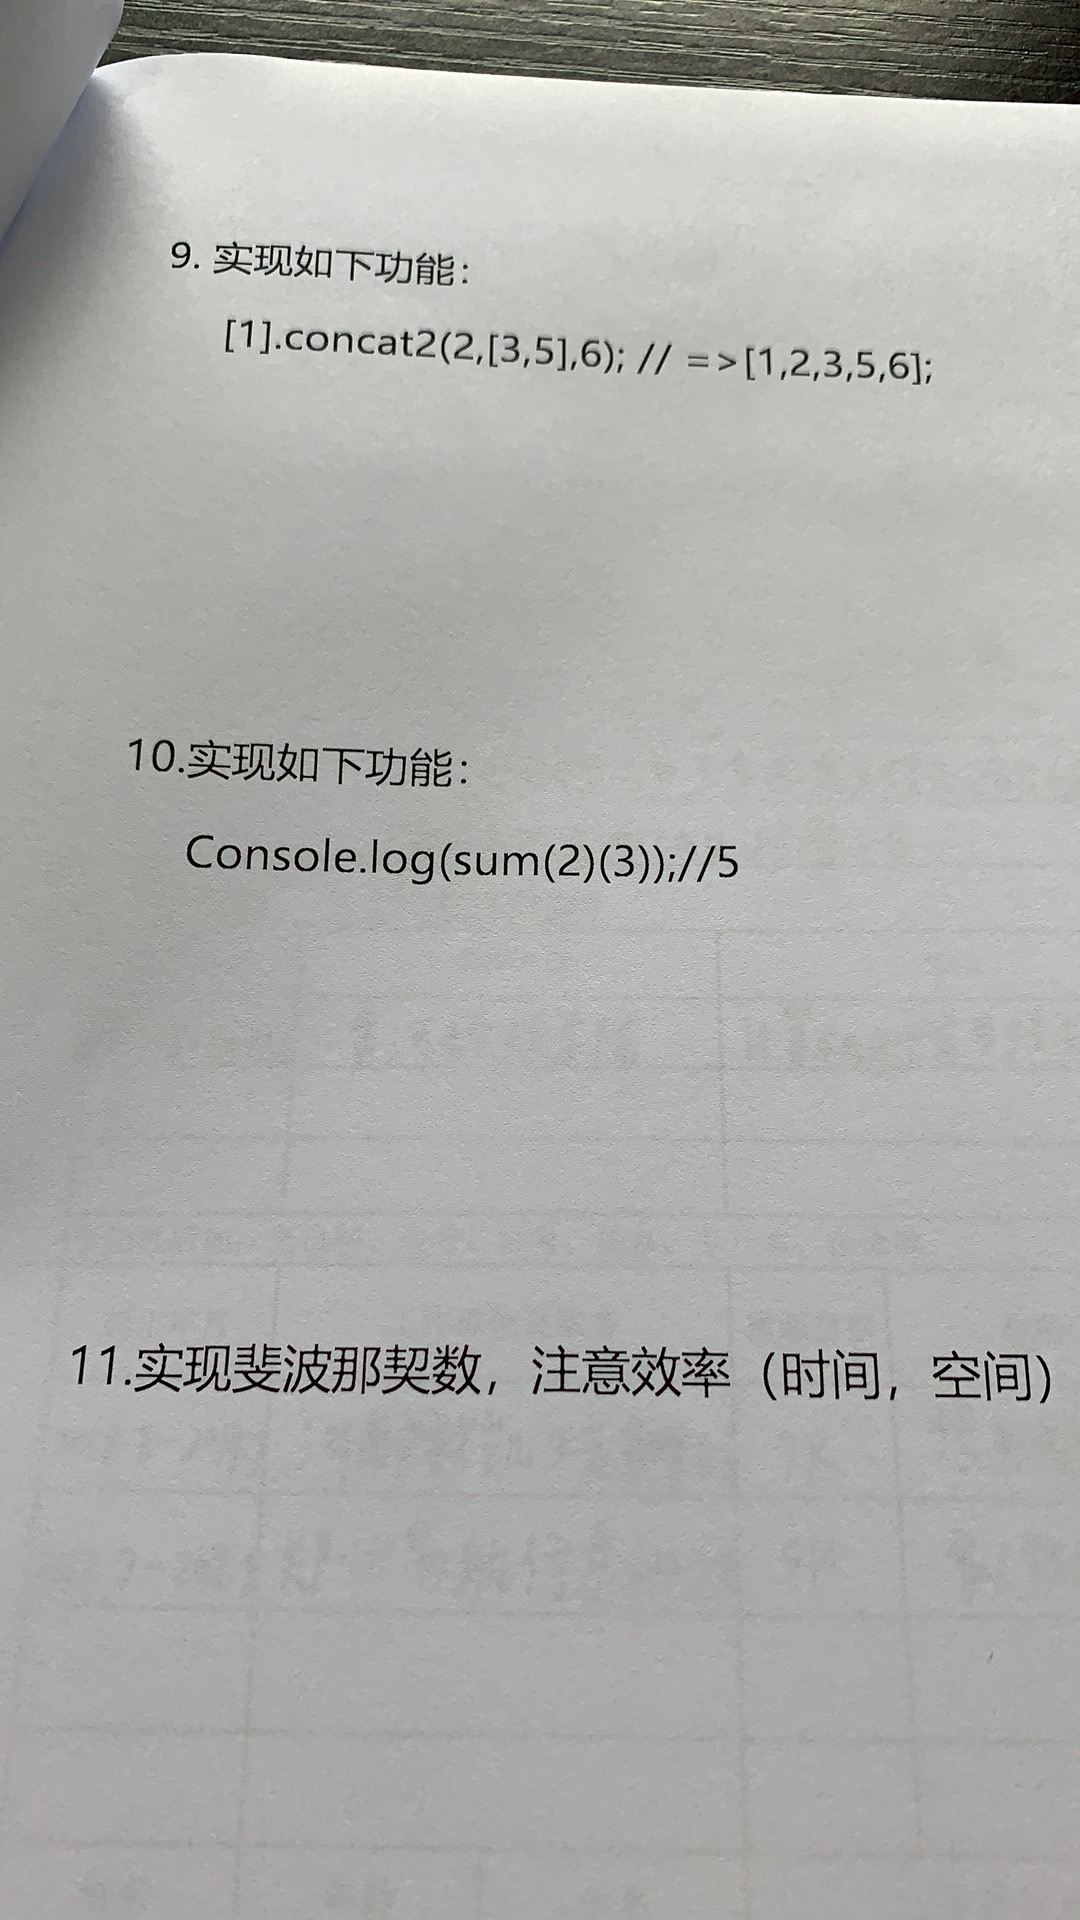 9. 实现如下功能：
[1].concat2(2,[3,5],6); // =>[1,2,3,5,6];
10.实现如下功能：
Console.log(sum(2)(3));//5
11.实现斐波那契数，注意效率（时间，空间）